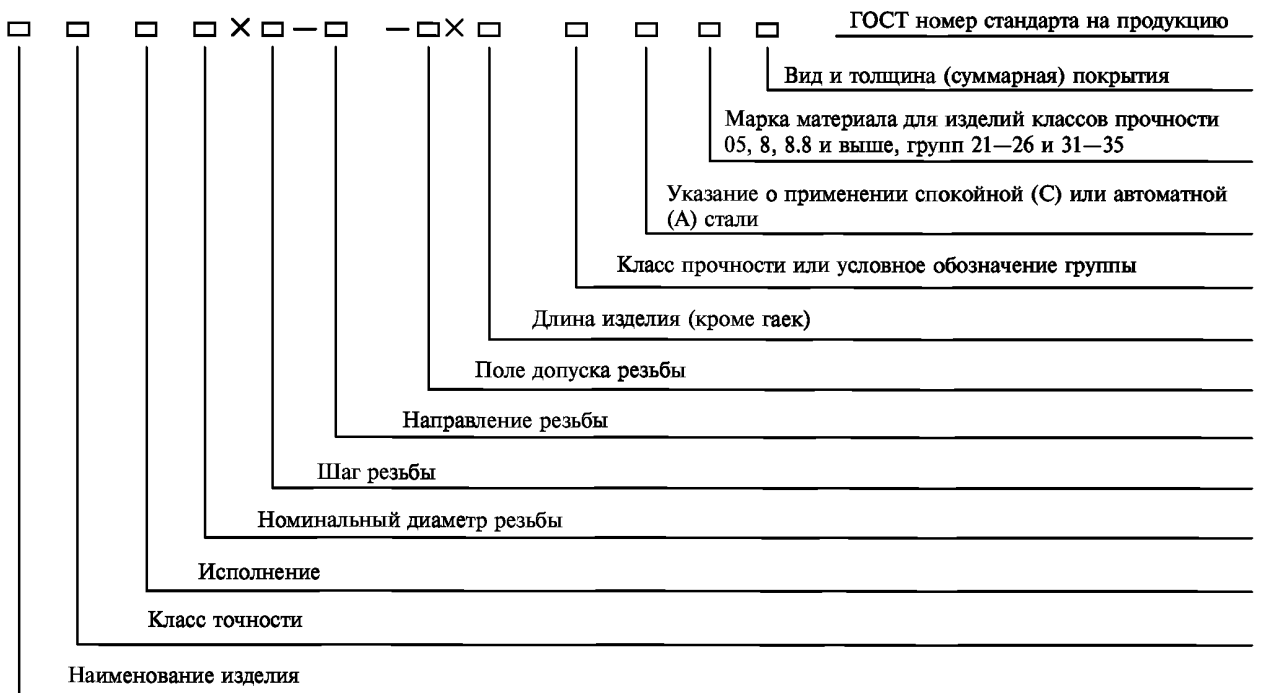 ГОСТ номер стандарта на продукцию
Вид и толщина (суммарная) покрытия
Марка материала для изделий классов прочности
05, 8, 8.8 и выше, групп 21—26 и 31—35
Указание о применении спокойной (С) или автоматной
(А) стали
Класс прочности или условное обозначение группы
Длина изделия (кроме гаек)
Поле допуска резьбы
Направление резьбы
Шаг резьбы
Номинальный диаметр резьбы
Исполнение
Класс точности
Наименование изделия